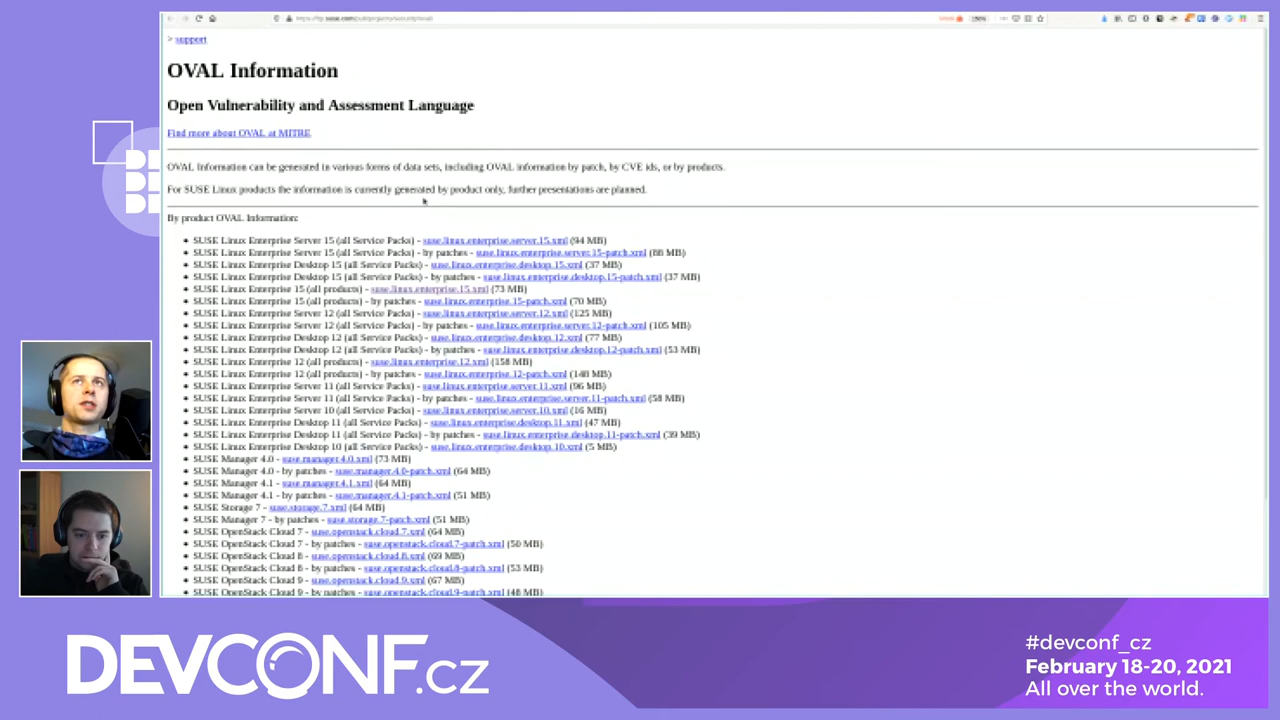 > support
OVAL Information
Open Vulnerability and Assessment Language
Find more about OVAL at MITRE
OVAL Information can be generated in various forms of data sets, including OVAL information by patch, by CVE ids, or by products.
For SUSE Linux products the information is currently generated by product only, further presentations are planned.
By product OVAL Information:
SUSE Linux Enterprise Server 15 (all Service Packs) - suse.linux.enterprise.server.15.xml (94 MB)
SUSE Linux Enterprise Server 15 (all Service Packs) - by patches - suse.linux.enterprise.server.15-patch.xml (88 MB)
SUSE Linux Enterprise Desktop 15 (all Service Packs) - suse.linux.enterprise.desktop.15.xml (37 MB)
SUSE Linux Enterprise Desktop 15 (all Service Packs) - by patches - suse.linux.enterprise.desktop.15-patch.xml (37 MB)
SUSE Linux Enterprise 15 (all products) - suse.linux.enterprise.15.xml (73 MB)
SUSE Linux Enterprise 15 (all products) - by patches - suse.linux.enterprise.15-patch.xml (70 MB)
SUSE Linux Enterprise Server 12 (all Service Packs) - suse.linux.enterprise.server.12.xml (125 MB)
SUSE Linux Enterprise Server 12 (all Service Packs) - by patches - suse.linux.enterprise.server.12-patch.xml (105 MB)
SUSE Linux Enterprise Desktop 12 (all Service Packs) - suse.linux.enterprise.desktop.12.xml (77 MB)
SUSE Linux Enterprise Desktop 12 (all Service Packs) - by patches - suse.linux.enterprise.desktop.12-patch.xml (53 MB)
SUSE Linux Enterprise 12 (all products) - suse.linux.enterprise.12.xml (158 MB)
SUSE Linux Enterprise 12 (all products) - by patches - suse.linux.enterprise.12-patch.xml (148 MB)
SUSE Linux Enterprise Server 11 (all Service Packs) - suse.linux.enterprise.server.11.xml (96 MB)
SUSE Linux Enterprise Server 11 (all Service Packs) - by patches - suse.linux.enterprise.server.11-patch.xml (58 MB)
SUSE Linux Enterprise Server 10 (all Service Packs) - suse.linux.enterprise.server.10.xml (16 MB)
SUSE Linux Enterprise Desktop 11 (all Service Packs) - suse.linux.enterprise.desktop.11.xml (47 MB)
SUSE Linux Enterprise Desktop 11 (all Service Packs) - by patches - suse.linux.enterprise.desktop.11-patch.xml (39 MB)
SUSE Linux Enterprise Desktop 10 (all Service Packs) - suse.linux.enterprise.desktop.10.xml (5 MB)
SUSE Manager 4.0 - suse.manager.4.0.xml (73 MB)
SUSE Manager 4.0 - by patches - suse.manager.4.0-patch.xml (64 MB)
SUSE Manager 4.1 - suse.manager.4.1.xml (64 MB)
SUSE Manager 4.1 - by patches - suse.manager.4.1-patch.xml (51 MB)
SUSE Storage 7 - suse.storage.7.xml (64 MB)
SUSE Manager 7 - by patches - suse.storage.7-patch.xml (51 MB)
SUSE OpenStack Cloud 7 - suse.openstack.cloud.7.xml (64 MB)
SUSE OpenStack Cloud 7 - by patches - suse.openstack.cloud.7-patch.xml (50 MB)
SUSE OpenStack Cloud 8 - suse.openstack.cloud.8.xml (69 MB)
SUSE OpenStack Cloud 8 - by patches - suse.openstack.cloud.8-patch.xml (53 MB)
SUSE OpenStack Cloud 9 - suse.openstack.cloud.9.xml (67 MB)
SUSE OpenStack Cloud 9 - by patches - suse.openstack.cloud.9-patch.xml (48 MB)
DEVCONF.cz
#devconf_cz
February 18-20, 2021
All over the world.